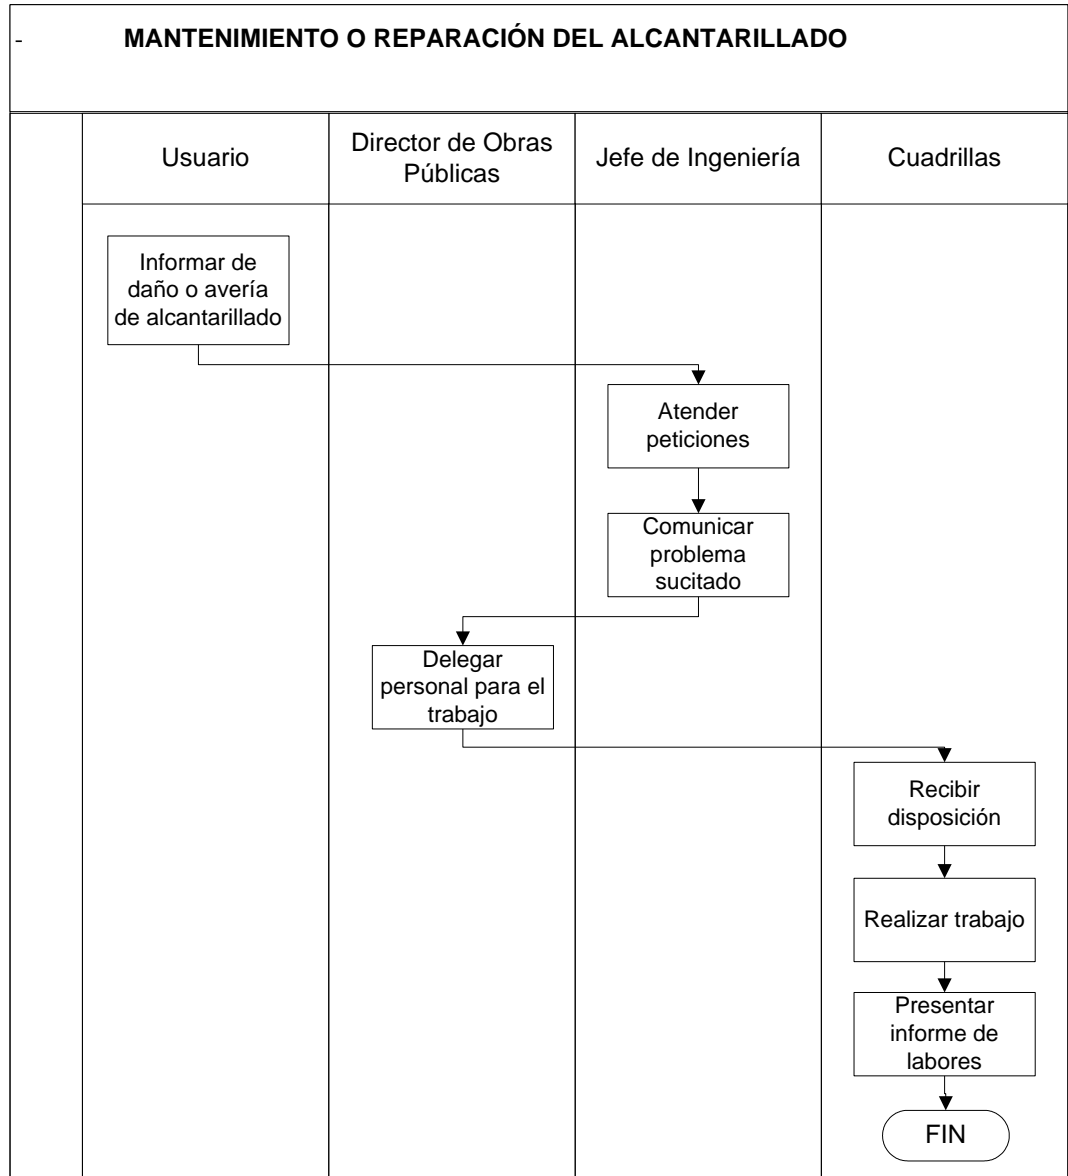 -
MANTENIMIENTO O REPARACIÓN DEL ALCANTARILLADO
Usuario
Director de Obras
Públicas
Jefe de Ingeniería
Cuadrillas
Informar de
daño o avería
de alcantarillado
Atender
peticiones
Comunicar
problema
sucitado
Delegar
personal para el
trabajo
Recibir
disposición
Realizar trabajo
Presentar
informe de
labores
FIN